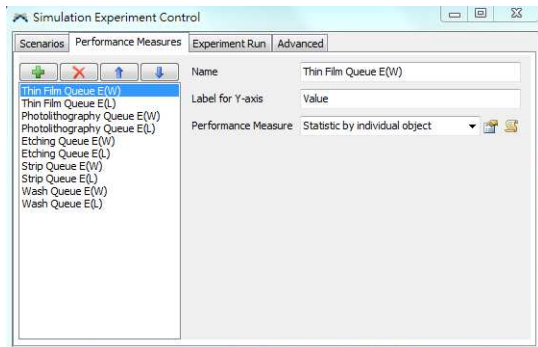 Simulation Experiment Control
Scenarios Performance Measures Experiment Run Advanced
Name Thin Film Queue E(W)
Label for Y-axis Value
Performance Measure Statistic by individual object
Thin Film Queue E(W)
Thin Film Queue E(L)
Photolithography Queue E(W)
Photolithography Queue E(L)
Etching Queue E(W)
Etching Queue E(L)
Strip Queue E(W)
Strip Queue E(L)
Wash Queue E(W)
Wash Queue E(L)